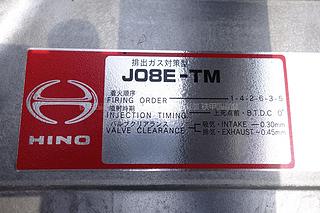 排出ガス対策型
J08E-TM
着火順序
FIRING ORDER 1-4-2-6-3-5
噴射時期
INJECTION TIMING 上死点前・B.T.D.C 0°
バルブクリアランス 吸気・INTAKE 0.30mm
VALVE CLEARANCE 排気・EXHAUST 0.45mm
HINO